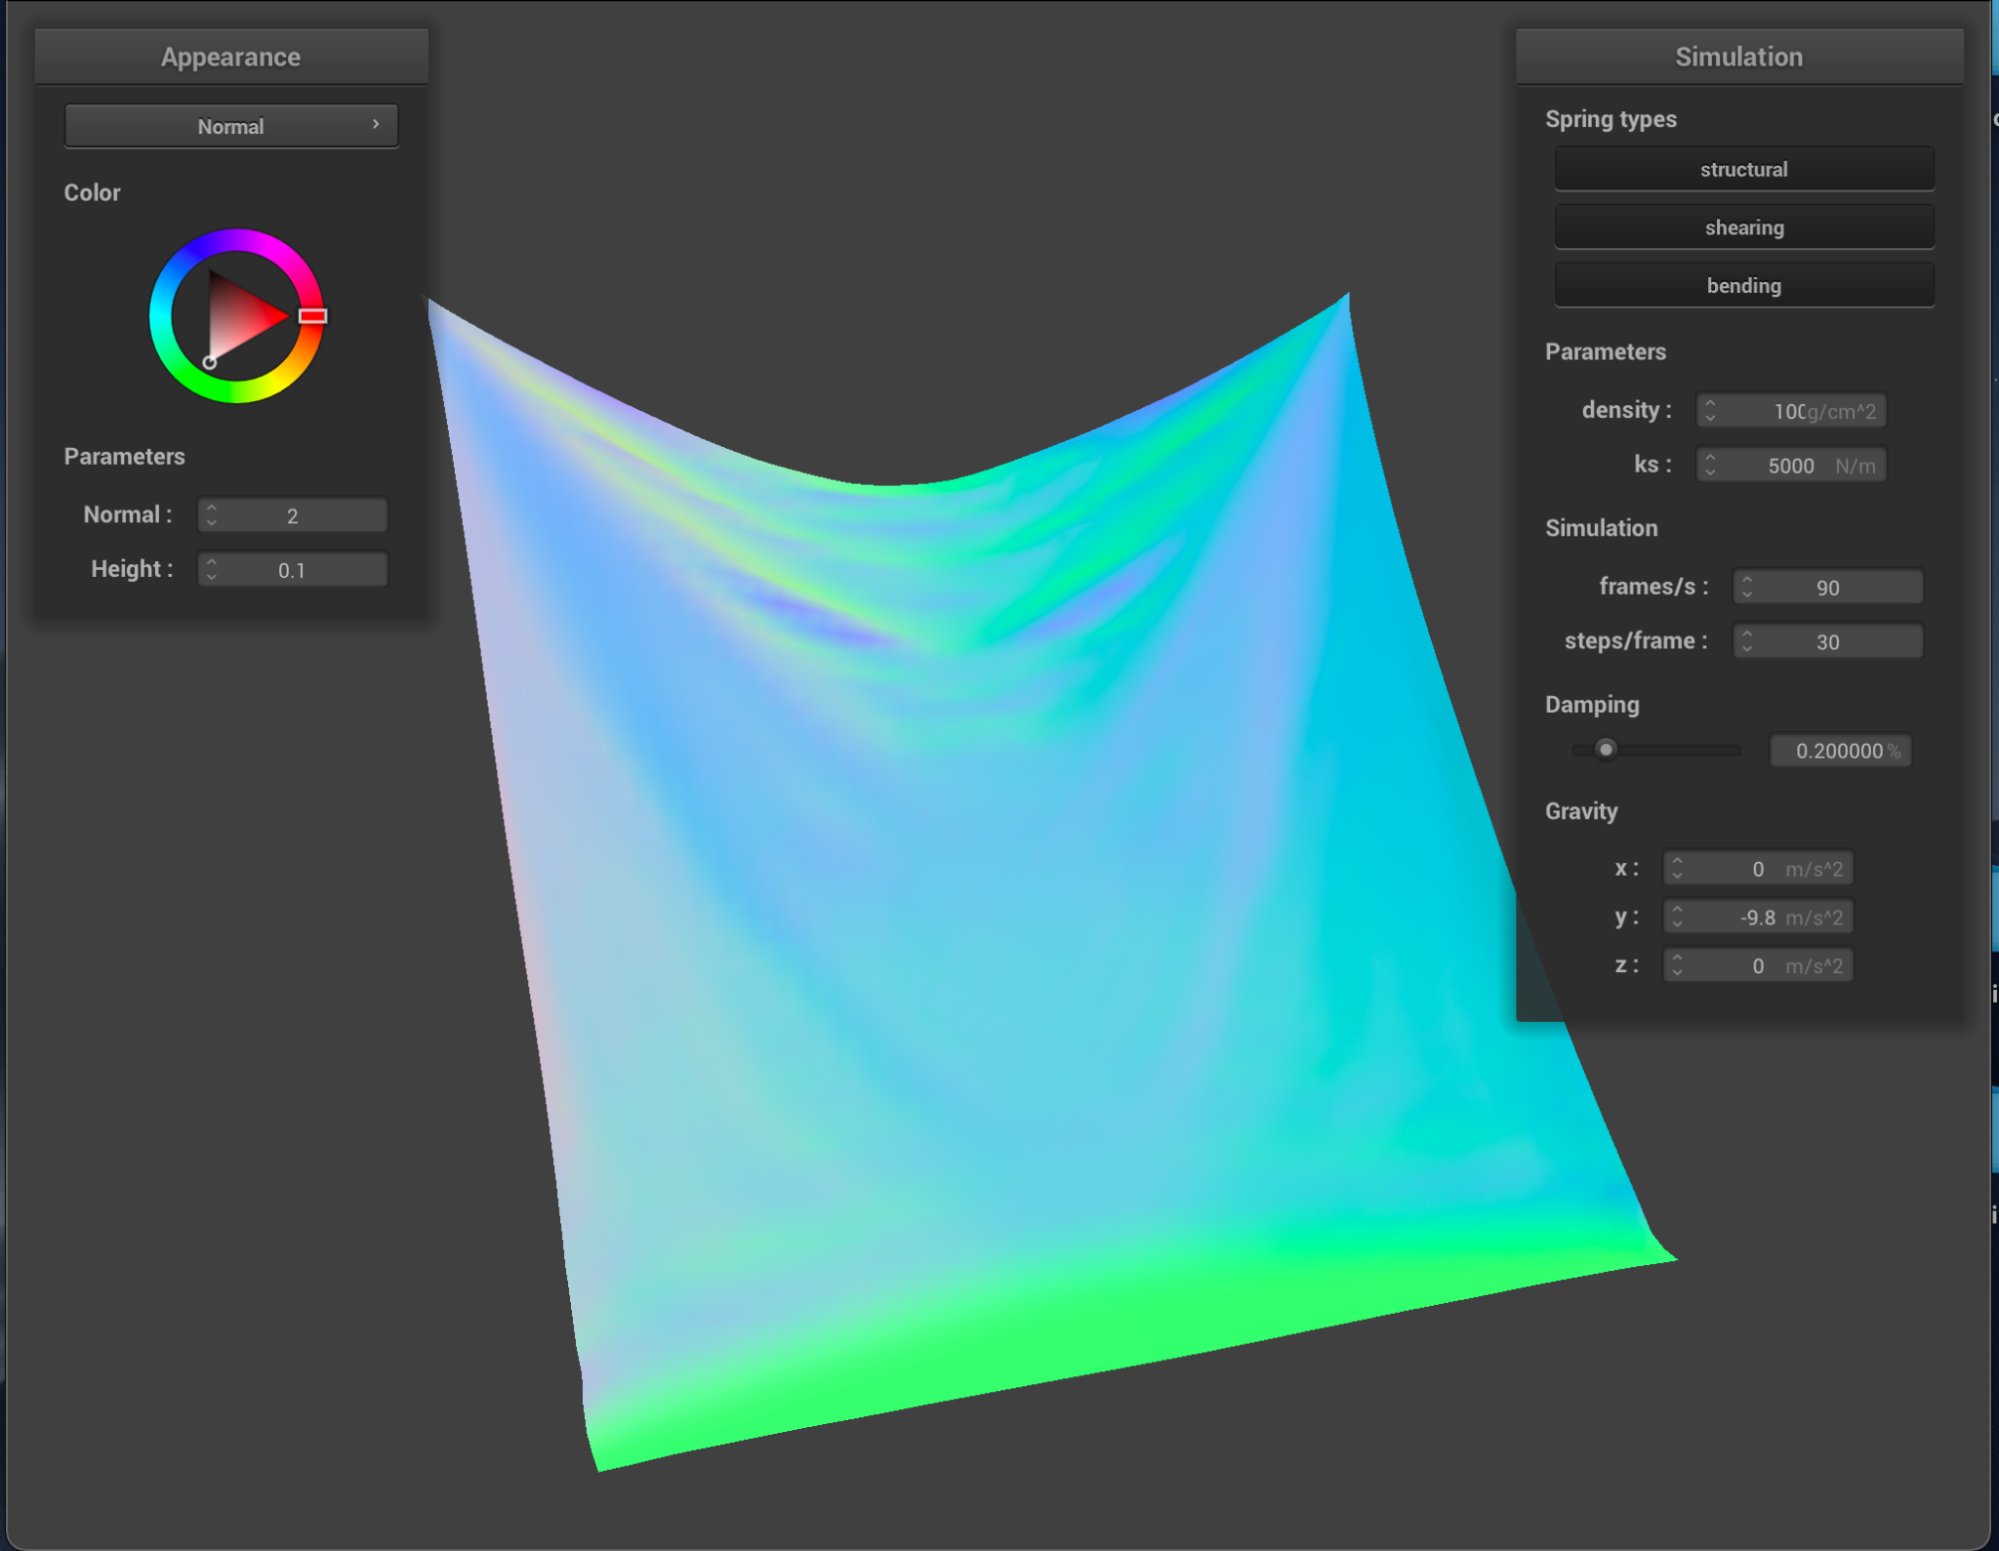 Appearance
Normal
Color
Parameters
Normal : 2
Height : 0.1
Simulation
Spring types
structural
shearing
bending
Parameters
density : 100 g/cm^2
ks : 5000 N/m
Simulation
frames/s : 90
steps/frame : 30
Damping
0.200000 %
Gravity
x : 0 m/s^2
y : -9.8 m/s^2
z : 0 m/s^2